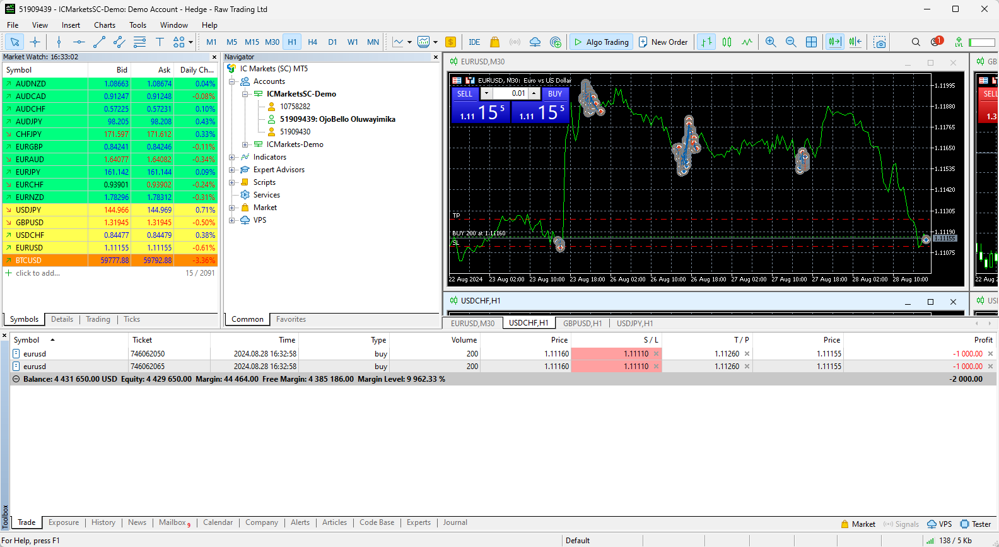 51909439 - ICMarketsSC-Demo: Demo Account - Hedge - Raw Trading Ltd
File View Insert Charts Tools Window Help
M1 M5 M15 M30 H1 H4 D1 W1 MN IDE Algo Trading New Order 1 LVL
Market Watch: 16:33:02
Symbol Bid Ask Daily Ch...
AUDNZD 1.08663 1.08674 0.04%
AUDCAD 0.91247 0.91248 -0.08%
AUDCHF 0.57225 0.57231 0.10%
AUDJPY 98.205 98.208 0.43%
CHFJPY 171.597 171.612 0.33%
EURGBP 0.84241 0.84246 -0.11%
EURAUD 1.64077 1.64082 -0.34%
EURJPY 161.142 161.144 0.09%
EURCHF 0.93901 0.93902 -0.24%
EURNZD 1.78296 1.78312 -0.31%
USDJPY 144.966 144.969 0.71%
GBPUSD 1.31945 1.31945 -0.50%
USDCHF 0.84477 0.84479 0.38%
EURUSD 1.11155 1.11155 -0.61%
BTCUSD 59777.88 59792.88 -3.36%
click to add... 15 / 2091
Symbols Details Trading Ticks
Navigator
IC Markets (SC) MT5
Accounts
ICMarketsSC-Demo
10758282
51909439: OjoBello Oluwayimika
51909430
ICMarkets-Demo
Indicators
Expert Advisors
Scripts
Services
Market
VPS
Common Favorites
EURUSD,M30
EURUSD, M30: Euro vs US Dollar
SELL 0.01 BUY
1.11 15 5 1.11 15 5
TP
BUY 200 at 1.11160
SL
1.11995
1.11880
1.11765
1.11650
1.11535
1.11420
1.11305
1.11190
1.11155
1.11075
22 Aug 2024 23 Aug 02:00 23 Aug 10:00 23 Aug 18:00 26 Aug 02:00 26 Aug 10:00 26 Aug 18:00 27 Aug 02:00 27 Aug 10:00 27 Aug 18:00 28 Aug 02:00 28 Aug 10:00
GB
SELL
1.3
22 Aug 2
USDCHF,H1
USI
EURUSD,M30 USDCHF,H1 GBPUSD,H1 USDJPY,H1
Symbol Ticket Time Type Volume Price S / L T / P Price Profit
eurusd 746062050 2024.08.28 16:32:58 buy 200 1.11160 1.11110 1.11260 1.11155 -1 000.00
eurusd 746062065 2024.08.28 16:32:58 buy 200 1.11160 1.11110 1.11260 1.11155 -1 000.00
Balance: 4 431 650.00 USD Equity: 4 429 650.00 Margin: 44 464.00 Free Margin: 4 385 186.00 Margin Level: 9 962.33 % -2 000.00
Toolbox
Trade Exposure History News Mailbox 9 Calendar Company Alerts Articles Code Base Experts Journal
Market Signals VPS Tester
For Help, press F1 Default 138 / 5 Kb